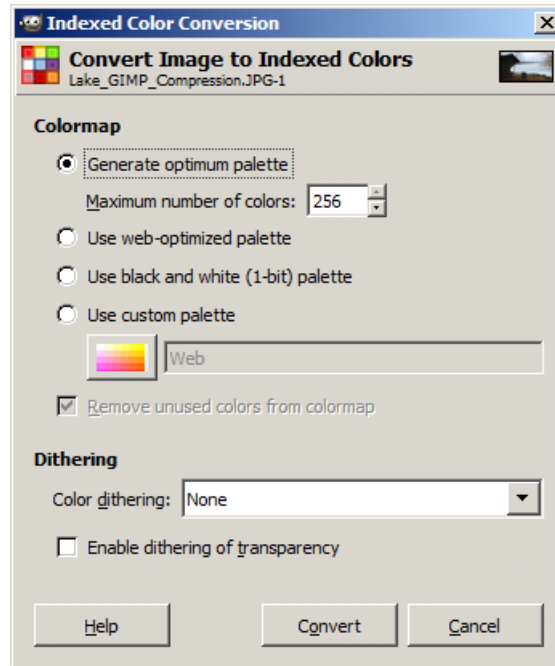 Indexed Color Conversion
Convert Image to Indexed Colors
Lake_GIMP_Compression.JPG-1
Colormap
Generate optimum palette
Maximum number of colors: 256
Use web-optimized palette
Use black and white (1-bit) palette
Use custom palette
Web
Remove unused colors from colormap
Dithering
Color dithering: None
Enable dithering of transparency
Help Convert Cancel